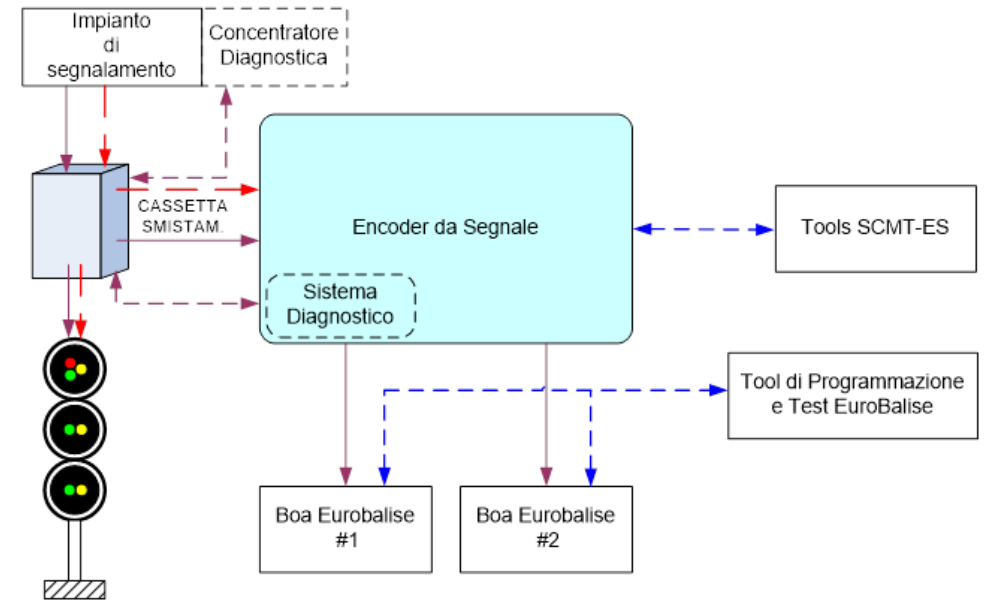 Impianto
di
segnalamento
Concentratore
Diagnostica
CASSETTA
SMISTAM.
Encoder da Segnale
Sistema
Diagnostico
Tools SCMT-ES
Tool di Programmazione
e Test EuroBalise
Boa Eurobalise
#1
Boa Eurobalise
#2